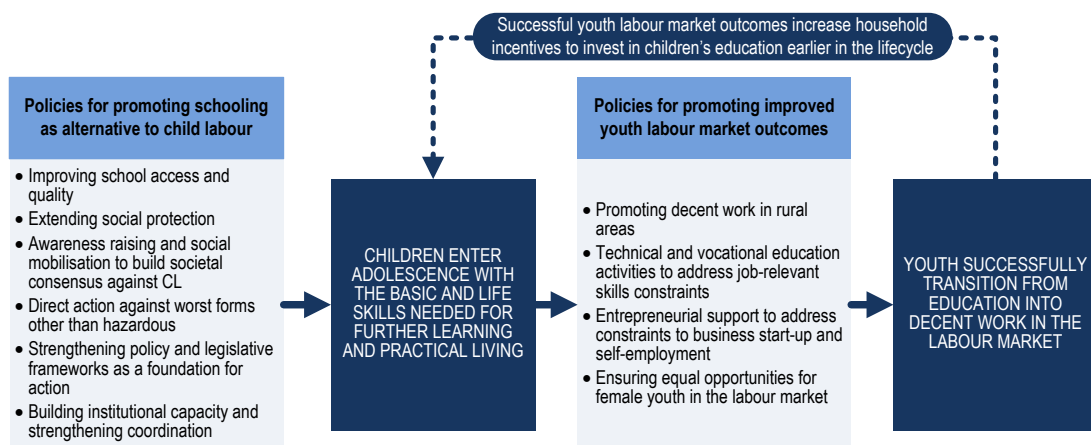 Successful youth labour market outcomes increase household
incentives to invest in children’s education earlier in the lifecycle
Policies for promoting schooling
as alternative to child labour
• Improving school access and
quality
• Extending social protection
• Awareness raising and social
mobilisation to build societal
consensus against CL
• Direct action against worst forms
other than hazardous
• Strengthening policy and legislative
frameworks as a foundation for
action
• Building institutional capacity and
strengthening coordination
CHILDREN ENTER
ADOLESCENCE WITH
THE BASIC AND LIFE
SKILLS NEEDED FOR
FURTHER LEARNING
AND PRACTICAL LIVING
Policies for promoting improved
youth labour market outcomes
• Promoting decent work in rural
areas
• Technical and vocational education
activities to address job-relevant
skills constraints
• Entrepreneurial support to address
constraints to business start-up and
self-employment
• Ensuring equal opportunities for
female youth in the labour market
YOUTH SUCCESSFULLY
TRANSITION FROM
EDUCATION INTO
DECENT WORK IN THE
LABOUR MARKET